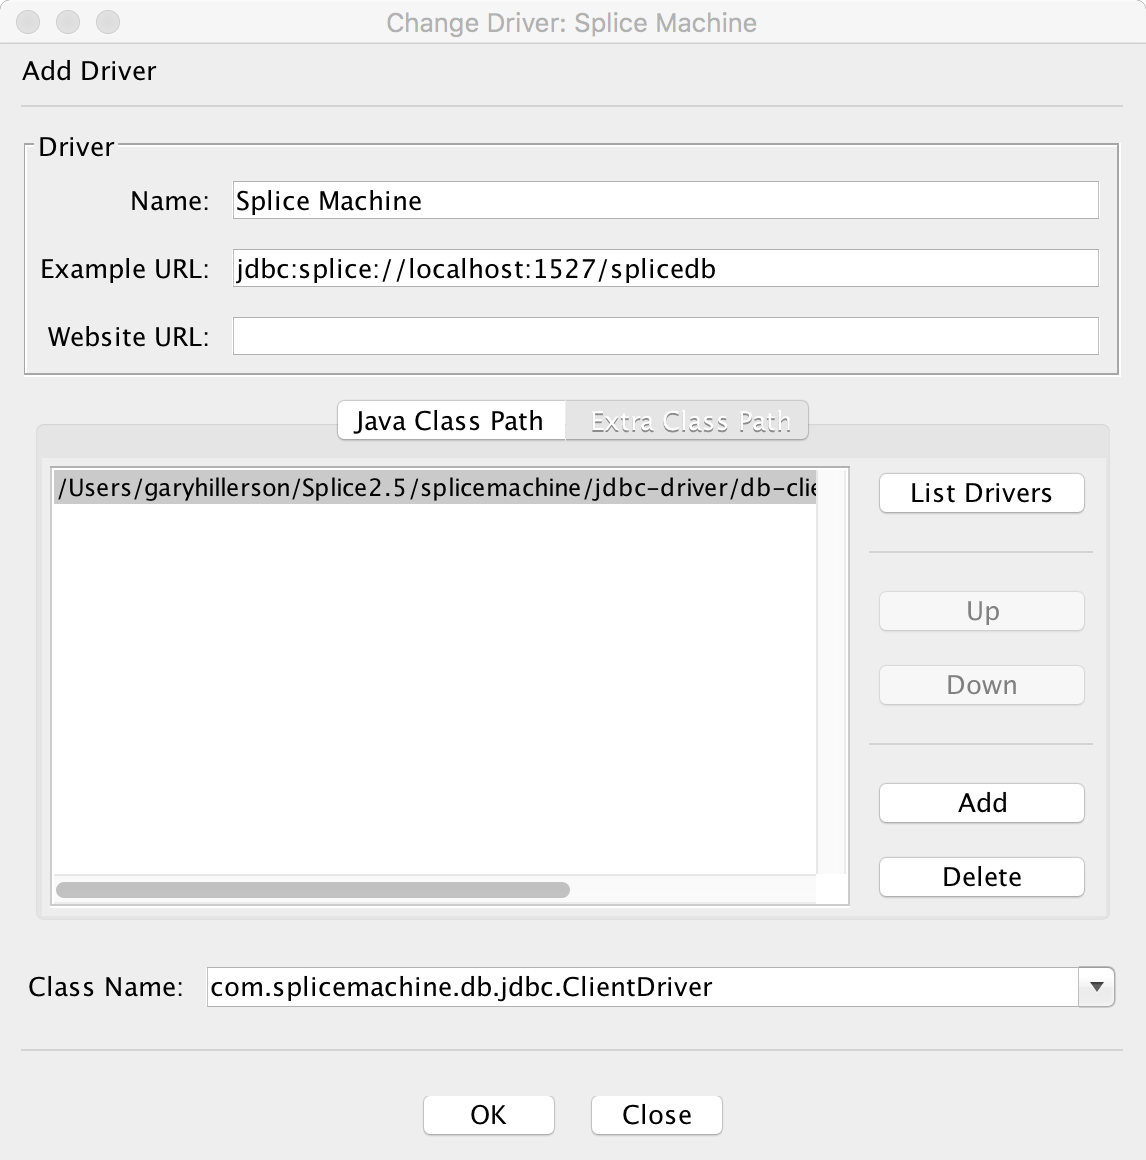 Change Driver: Splice Machine
Add Driver
Driver
Name: Splice Machine
Example URL: jdbc:splice://localhost:1527/splicedb
Website URL:
Java Class Path Extra Class Path
/Users/garyhillerson/Splice2.5/splicemachine/jdbc-driver/db-clie
List Drivers
Up
Down
Add
Delete
Class Name: com.splicemachine.db.jdbc.ClientDriver
OK Close